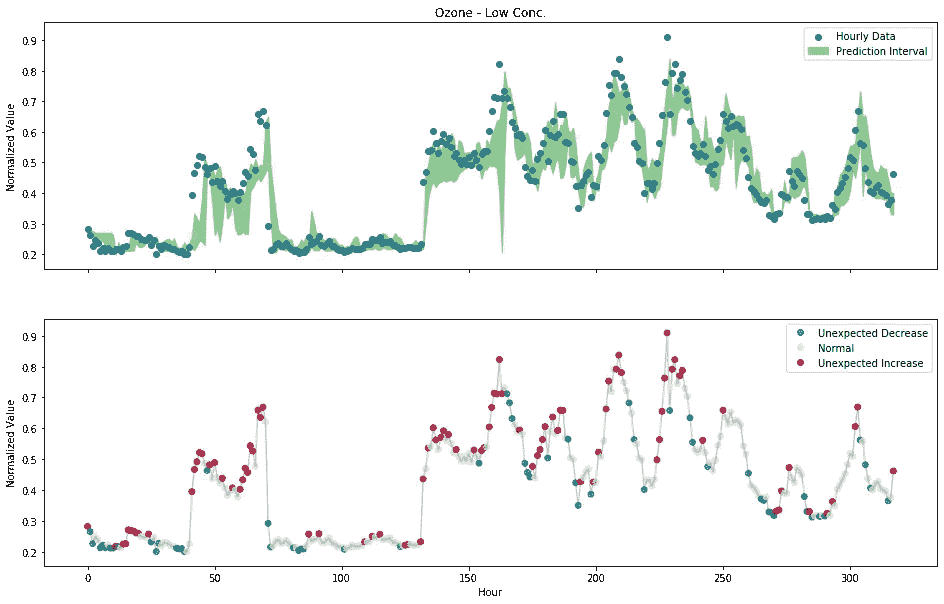 Ozone - Low Conc.
Normalized Value
0.9
0.8
0.7
0.6
0.5
0.4
0.3
0.2
Hourly Data
Prediction Interval
Normalized Value
0.9
0.8
0.7
0.6
0.5
0.4
0.3
0.2
Unexpected Decrease
Normal
Unexpected Increase
0 50 100 150 200 250 300
Hour